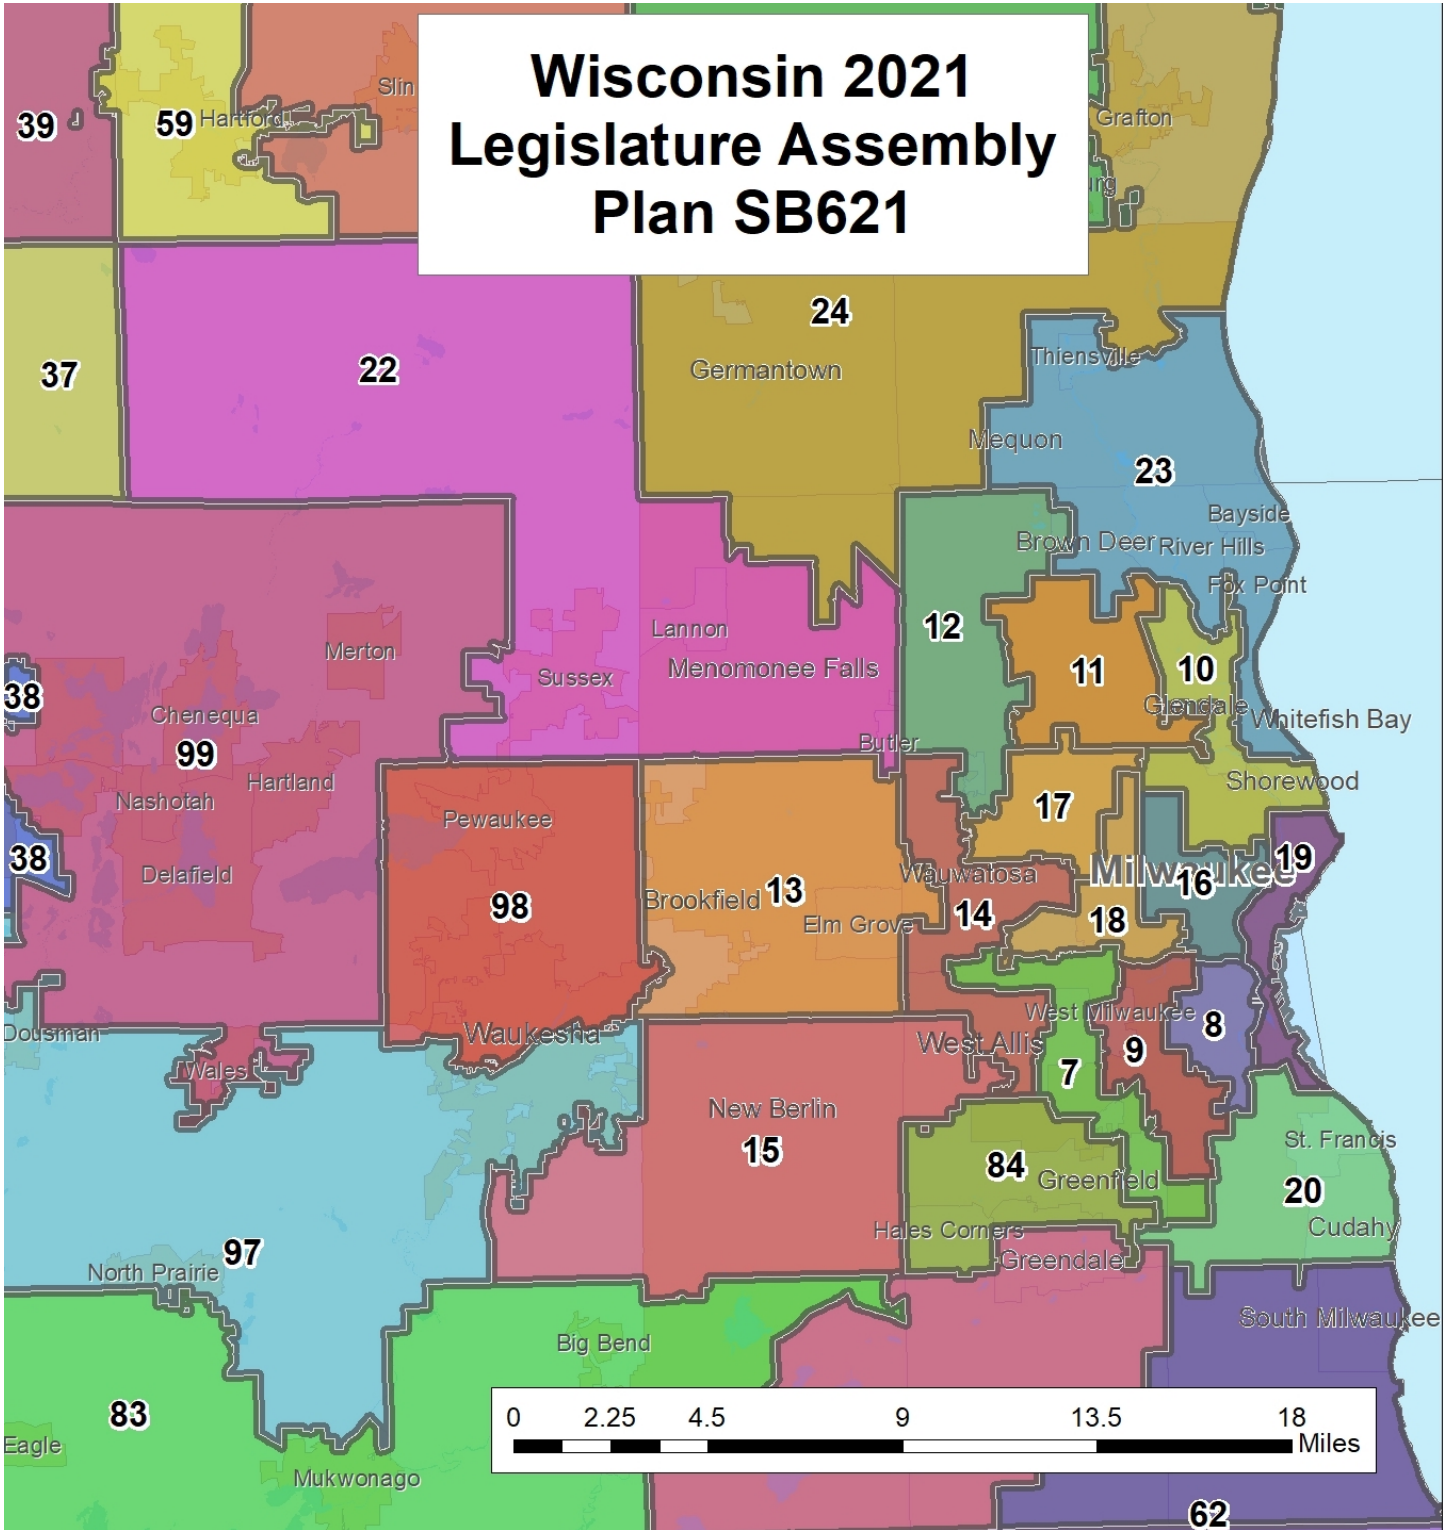 Wisconsin 2021
Legislature Assembly
Plan SB621
Slin
Grafton
39
59
Hartford
urg
24
37
22
Germantown
Thiensville
Mequon
23
Bayside
Brown Deer
River Hills
Fox Point
12
Lannon
Merton
Menomonee Falls
11
10
Sussex
38
Chenequa
Glendale
Whitefish Bay
99
Butler
Hartland
Shorewood
Nashotah
17
Pewaukee
38
Delafield
Wauwatosa
Milwaukee
19
16
98
Brookfield
13
Elm Grove
14
18
Dousman
Waukesha
West Milwaukee
8
West Allis
9
Wales
7
New Berlin
15
St. Francis
84
Greenfield
20
Hales Corners
Cudahy
97
Greendale
North Prairie
South Milwaukee
Big Bend
83
0 2.25 4.5 9 13.5 18
Miles
Eagle
Mukwonago
62